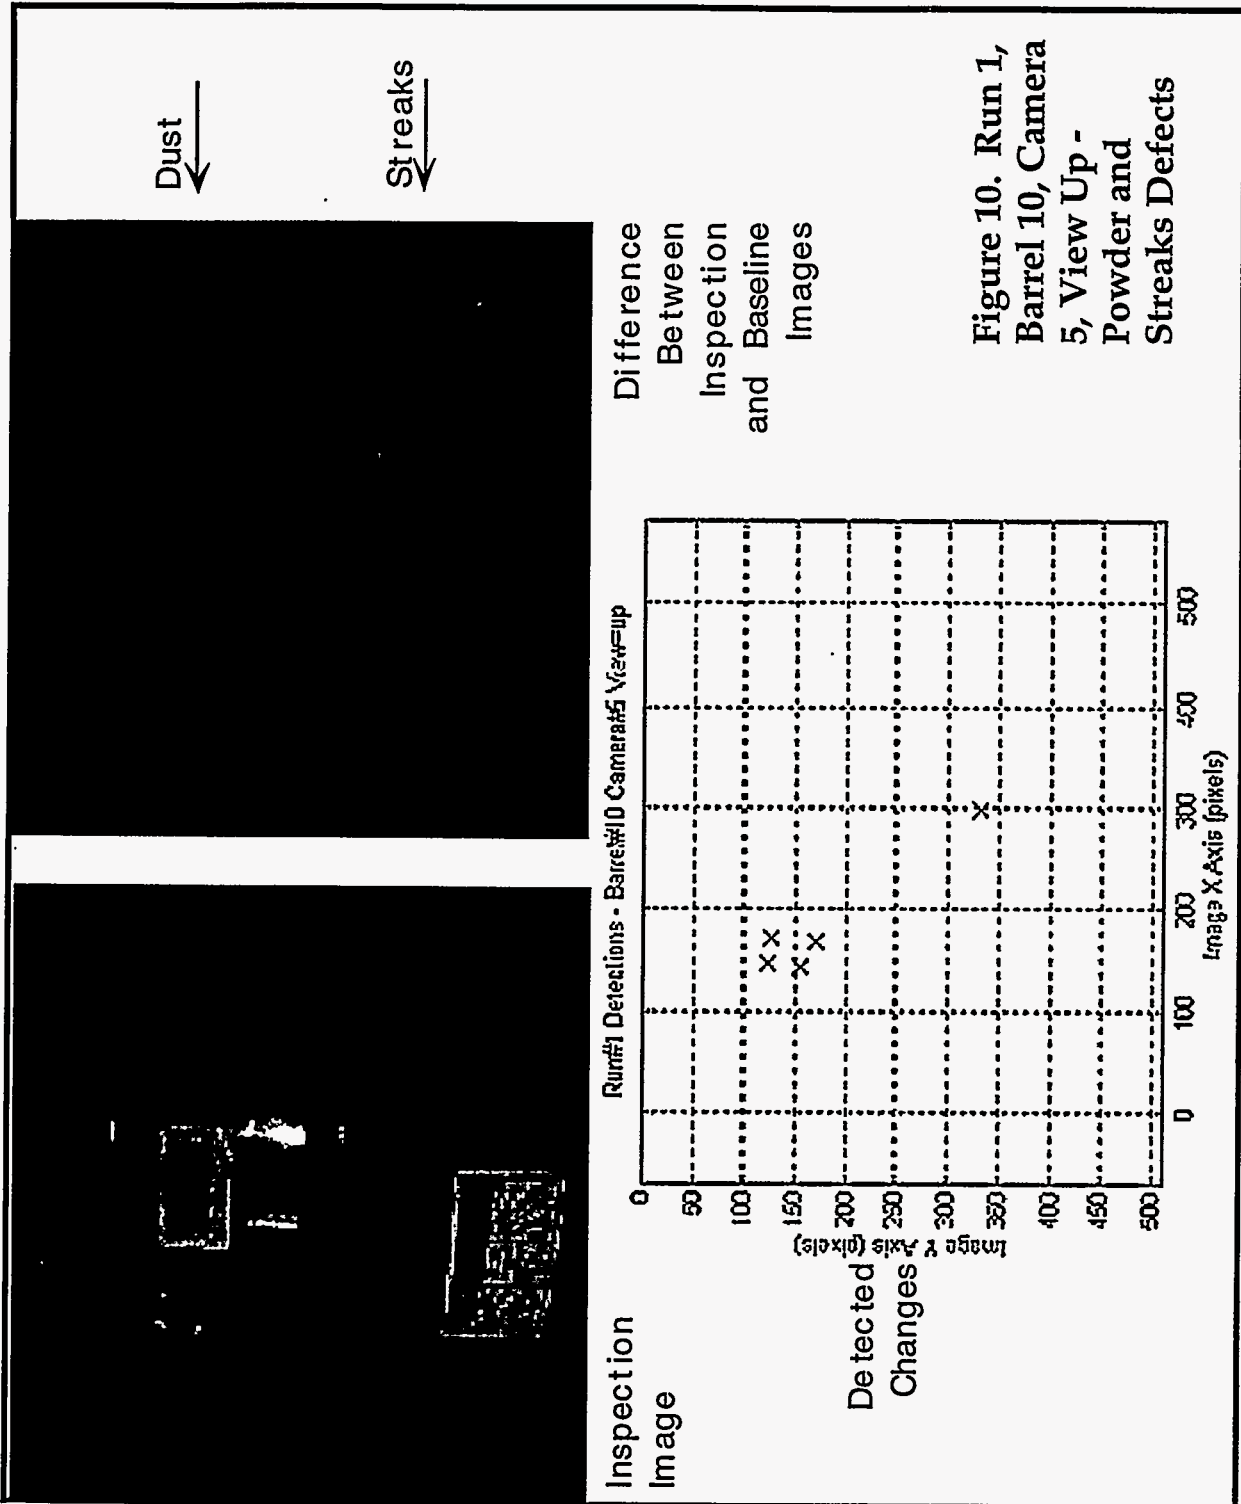 Dust
Streaks
Inspection
Image
Difference
Between
Inspection
and Baseline
Images
Run#1 Detections - Barrel#10 Camera#5 View=up
0
50
100
150
200
250
300
350
400
450
500
Image Y Axis (pixels)
0
100
200
300
400
500
Image X Axis (pixels)
Detected
Changes
Figure 10. Run 1,
Barrel 10, Camera
5, View Up -
Powder and
Streaks Defects